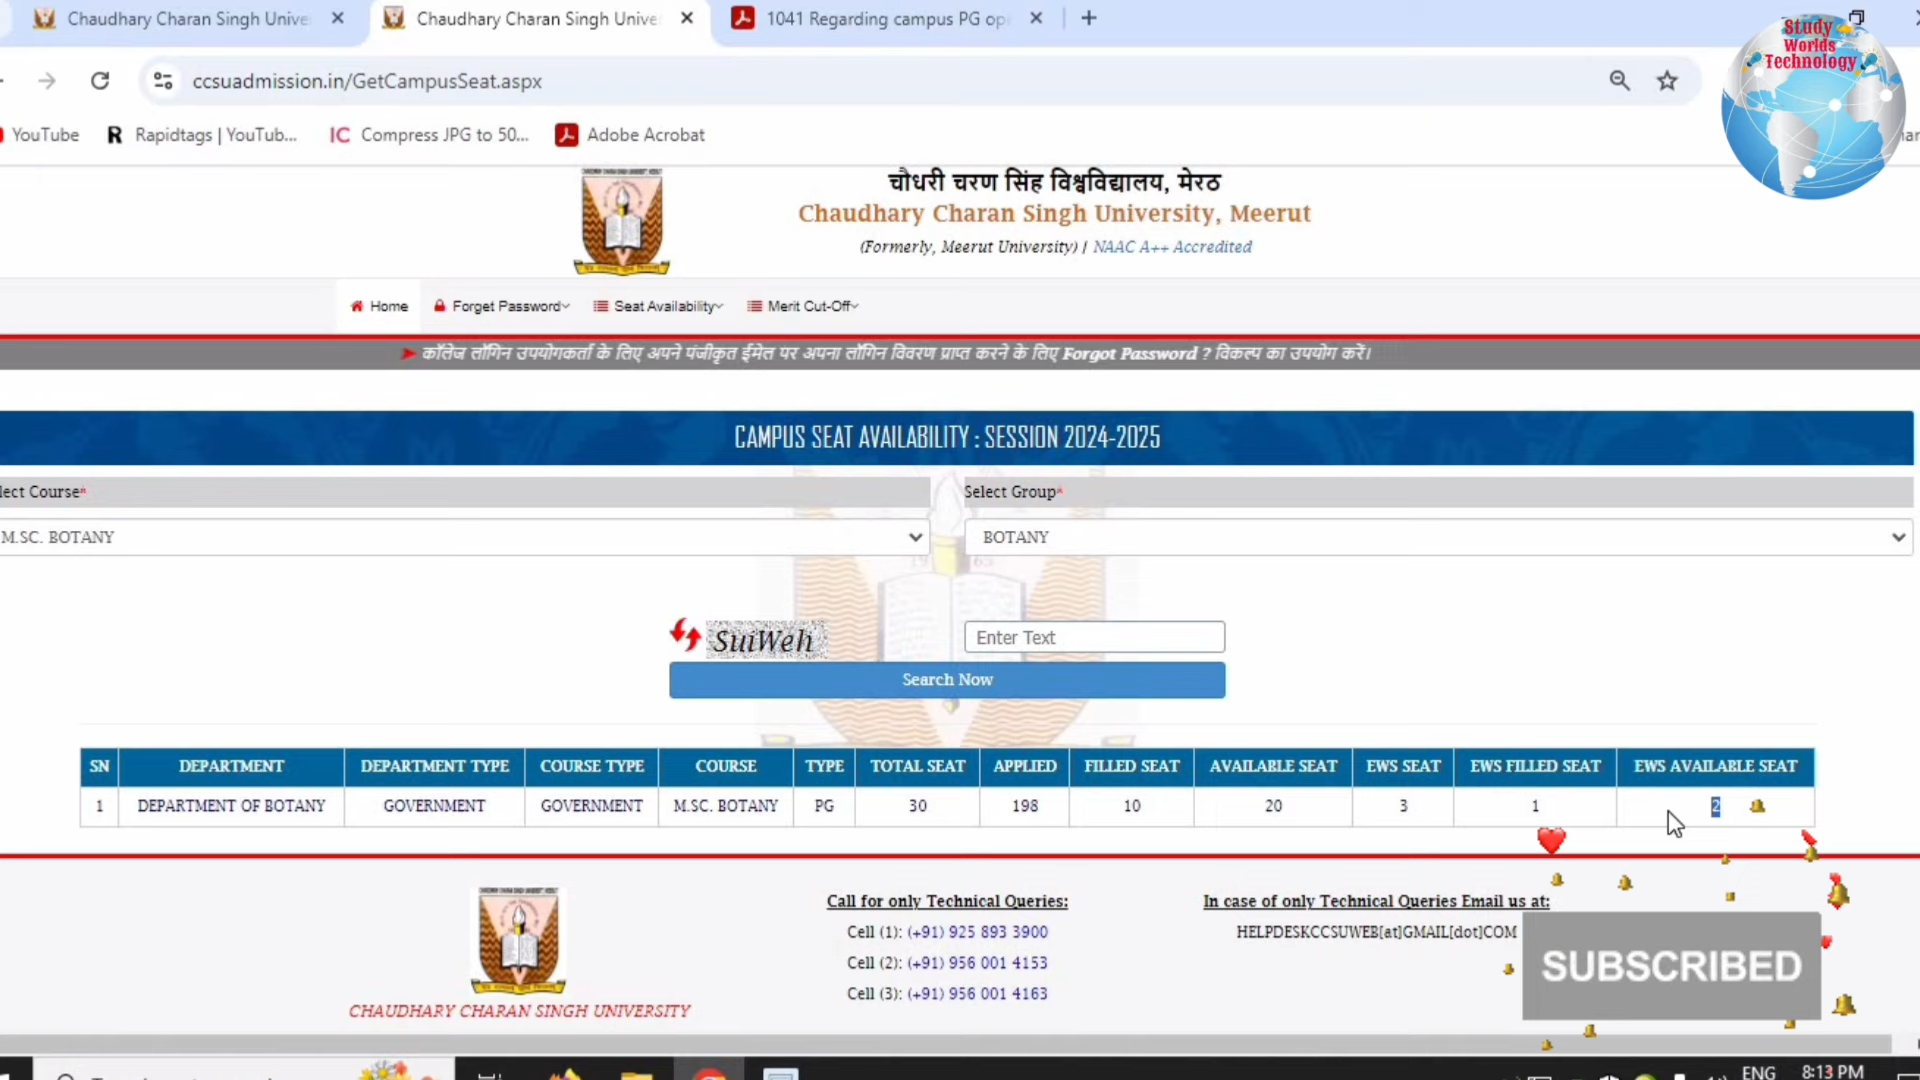 Chaudhary Charan Singh Unive
Chaudhary Charan Singh Unive
1041 Regarding campus PG op
ccsuadmission.in/GetCampusSeat.aspx
Study
Worlds
Technology
YouTube
Rapidtags | YouTub...
IC Compress JPG to 50...
Adobe Acrobat
चौधरी चरण सिंह विश्वविद्यालय, मेरठ
Chaudhary Charan Singh University, Meerut
(Formerly, Meerut University) | NAAC A++ Accredited
Home
Forget Password
Seat Availability
Merit Cut-Off
कॉलेज लॉगिन उपयोगकर्ता के लिए अपने पंजीकृत ईमेल पर अपना लॉगिन विवरण प्राप्त करने के लिए Forgot Password ? विकल्प का उपयोग करें।
CAMPUS SEAT AVAILABILITY : SESSION 2024-2025
lect Course*
Select Group*
M.SC. BOTANY
BOTANY
SuiWeh
Enter Text
Search Now
SN DEPARTMENT DEPARTMENT TYPE COURSE TYPE COURSE TYPE TOTAL SEAT APPLIED FILLED SEAT AVAILABLE SEAT EWS SEAT EWS FILLED SEAT EWS AVAILABLE SEAT
1 DEPARTMENT OF BOTANY GOVERNMENT GOVERNMENT M.SC. BOTANY PG 30 198 10 20 3 1 2
CHAUDHARY CHARAN SINGH UNIVERSITY
Call for only Technical Queries:
Cell (1): (+91) 925 893 3900
Cell (2): (+91) 956 001 4153
Cell (3): (+91) 956 001 4163
In case of only Technical Queries Email us at:
HELPDESKCCSUWEB[at]GMAIL[dot]COM
SUBSCRIBED
ENG
8:13 PM